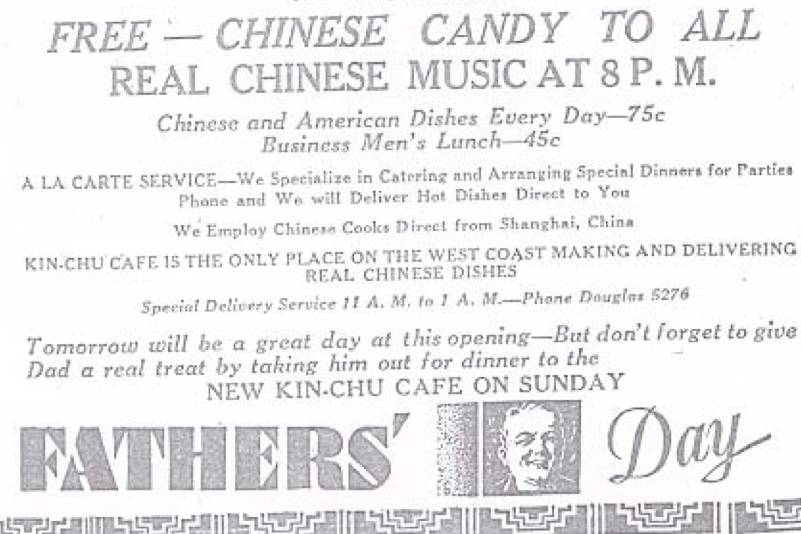 FREE — CHINESE CANDY TO ALL
REAL CHINESE MUSIC AT 8 P. M.
Chinese and American Dishes Every Day—75c
Business Men's Lunch—45c
A LA CARTE SERVICE—We Specialize in Catering and Arranging Special Dinners for Parties
Phone and We will Deliver Hot Dishes Direct to You
We Employ Chinese Cooks Direct from Shanghai, China
KIN-CHU CAFE IS THE ONLY PLACE ON THE WEST COAST MAKING AND DELIVERING
REAL CHINESE DISHES
Special Delivery Service 11 A. M. to 1 A. M.—Phone Douglas 5276
Tomorrow will be a great day at this opening—But don't forget to give
Dad a real treat by taking him out for dinner to the
NEW KIN-CHU CAFE ON SUNDAY
FATHERS' Day